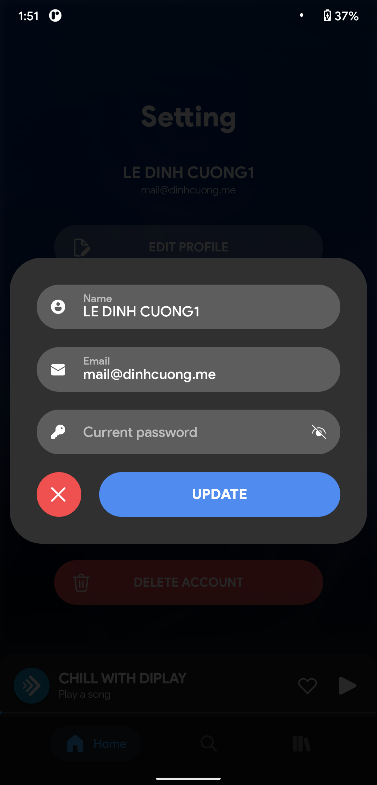 1:51
37%
Setting
LE DINH CUONG1
mail@dinhcuong.me
EDIT PROFILE
Name
LE DINH CUONG1
Email
mail@dinhcuong.me
Current password
UPDATE
DELETE ACCOUNT
CHILL WITH DIPLAY
Play a song
Home